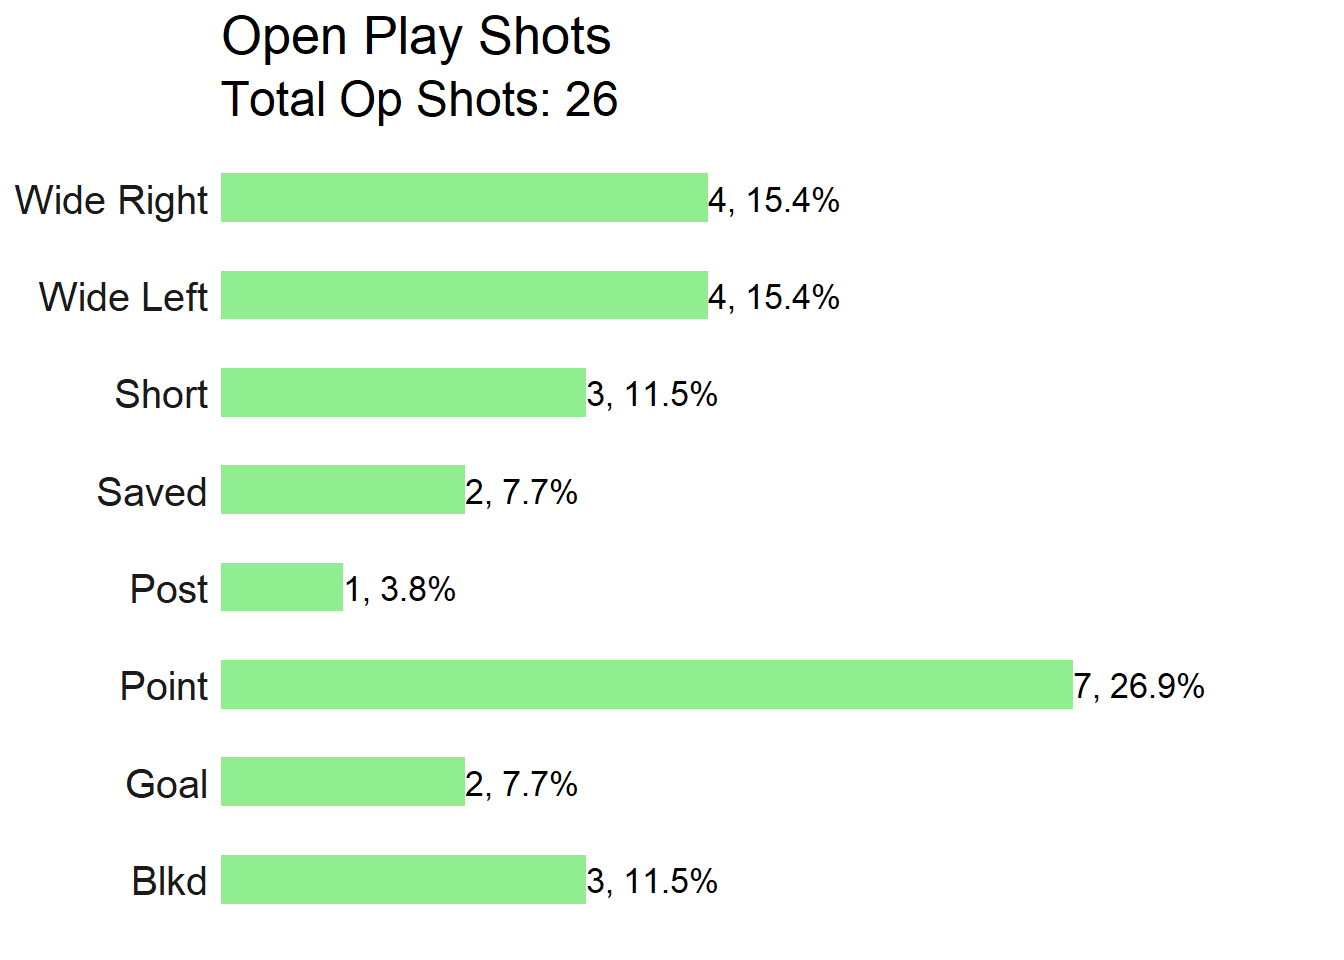 Open Play Shots
Total Op Shots: 26
Wide Right 4, 15.4%
Wide Left 4, 15.4%
Short 3, 11.5%
Saved 2, 7.7%
Post 1, 3.8%
Point 7, 26.9%
Goal 2, 7.7%
Blkd 3, 11.5%